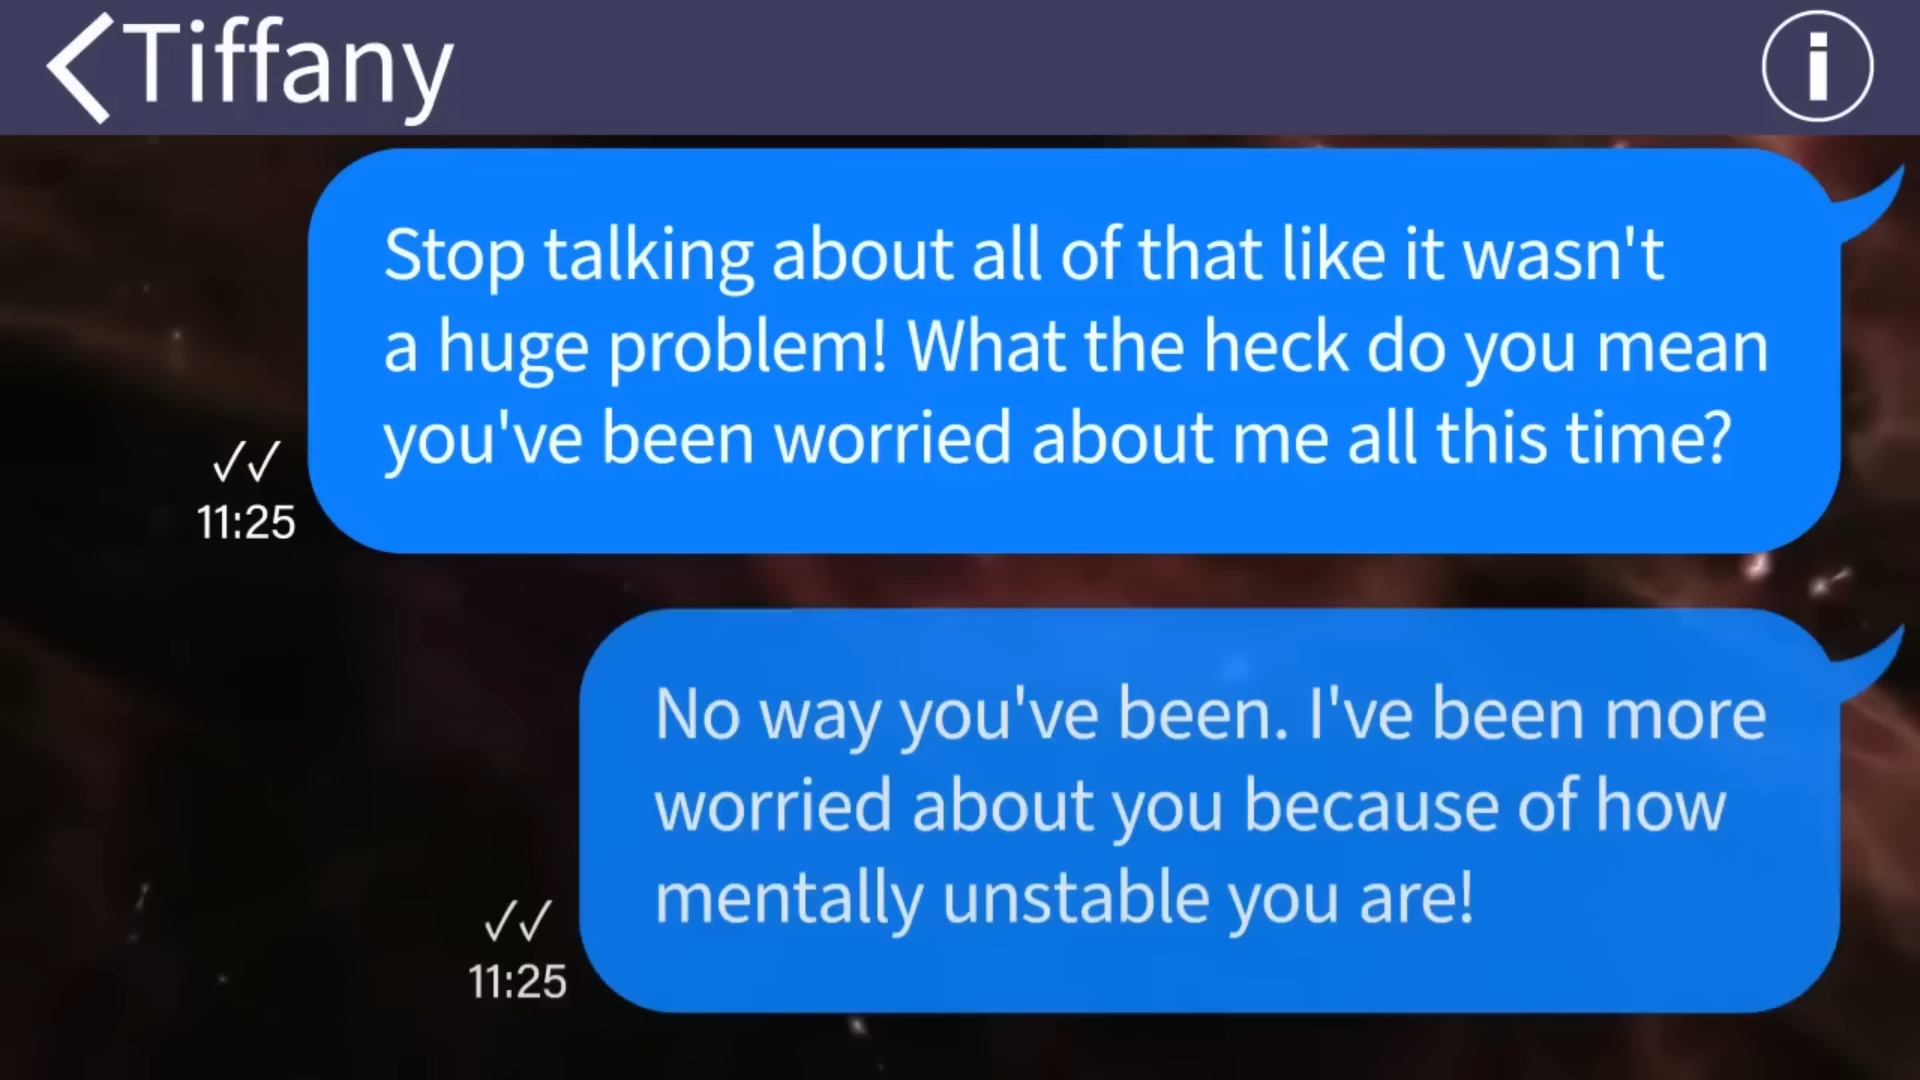 Tiffany
Stop talking about all of that like it wasn't
a huge problem! What the heck do you mean
you've been worried about me all this time?
✓✓
11:25
No way you've been. I've been more
worried about you because of how
mentally unstable you are!
✓✓
11:25